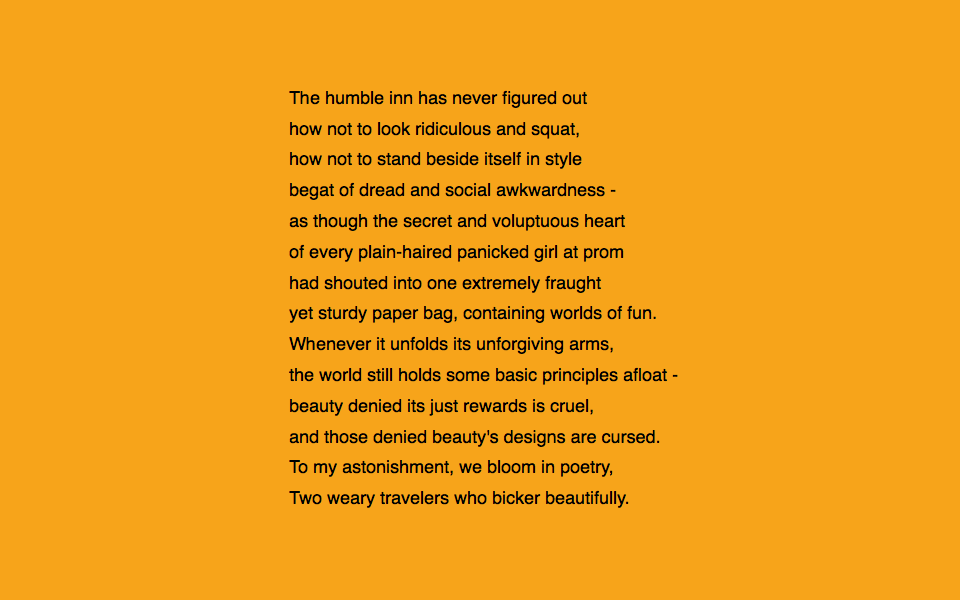 The humble inn has never figured out
how not to look ridiculous and squat,
how not to stand beside itself in style
begat of dread and social awkwardness -
as though the secret and voluptuous heart
of every plain-haired panicked girl at prom
had shouted into one extremely fraught
yet sturdy paper bag, containing worlds of fun.
Whenever it unfolds its unforgiving arms,
the world still holds some basic principles afloat -
beauty denied its just rewards is cruel,
and those denied beauty's designs are cursed.
To my astonishment, we bloom in poetry,
Two weary travelers who bicker beautifully.